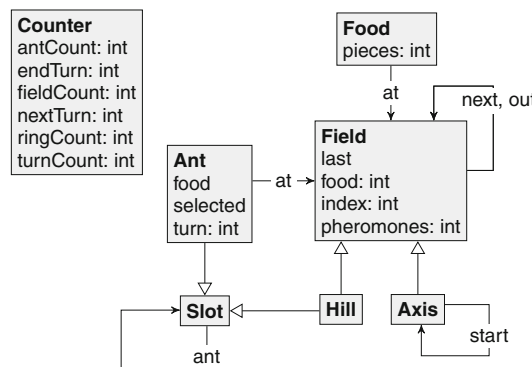 Counter
antCount: int
endTurn: int
fieldCount: int
nextTurn: int
ringCount: int
turnCount: int
Food
pieces: int
at
next, out
Ant
food
selected
turn: int
at
Field
last
food: int
index: int
pheromones: int
Slot
Hill
Axis
start
ant